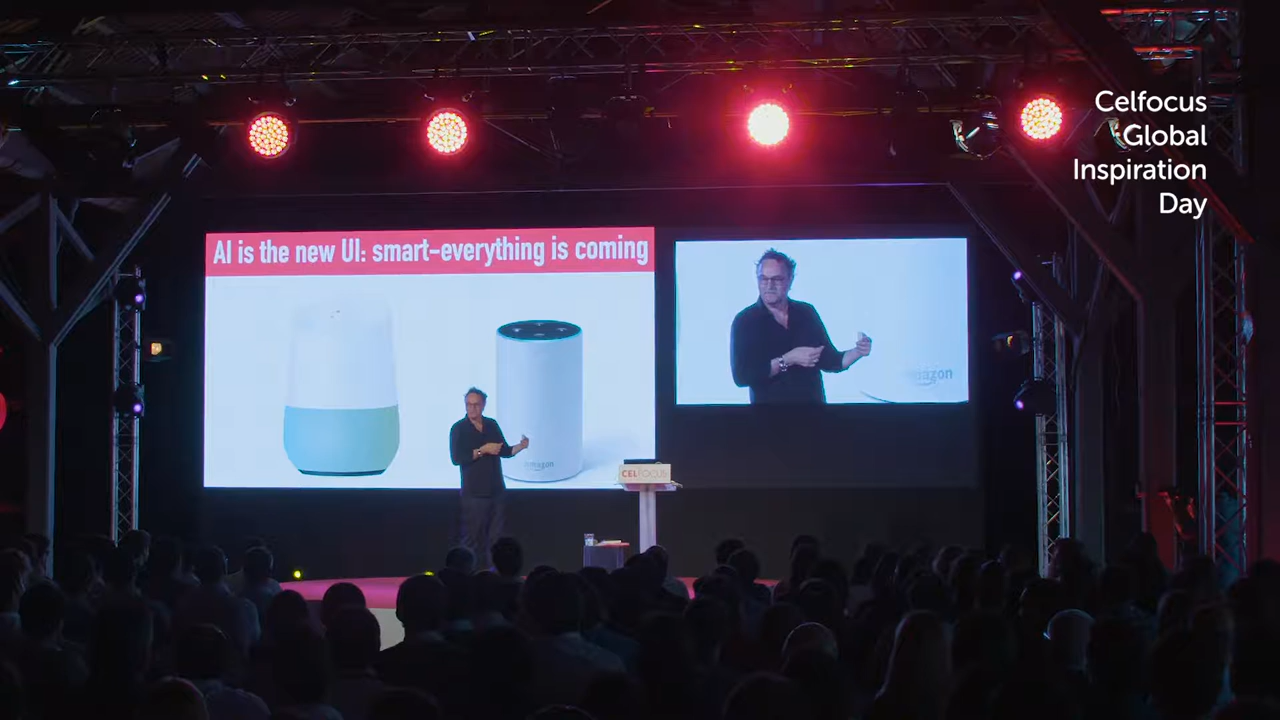 Celfocus
Global
Inspiration
Day
AI is the new UI: smart-everything is coming
amazon
amazon
CELFOCUS